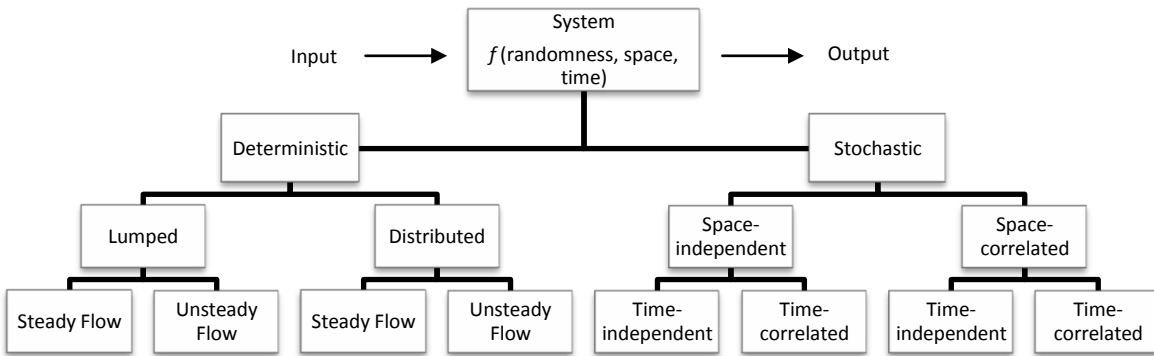 System
Input
f (randomness, space,
time)
Output
Deterministic
Stochastic
Lumped
Distributed
Space-
independent
Space-
correlated
Steady Flow
Unsteady
Flow
Steady Flow
Unsteady
Flow
Time-
independent
Time-
correlated
Time-
independent
Time-
correlated